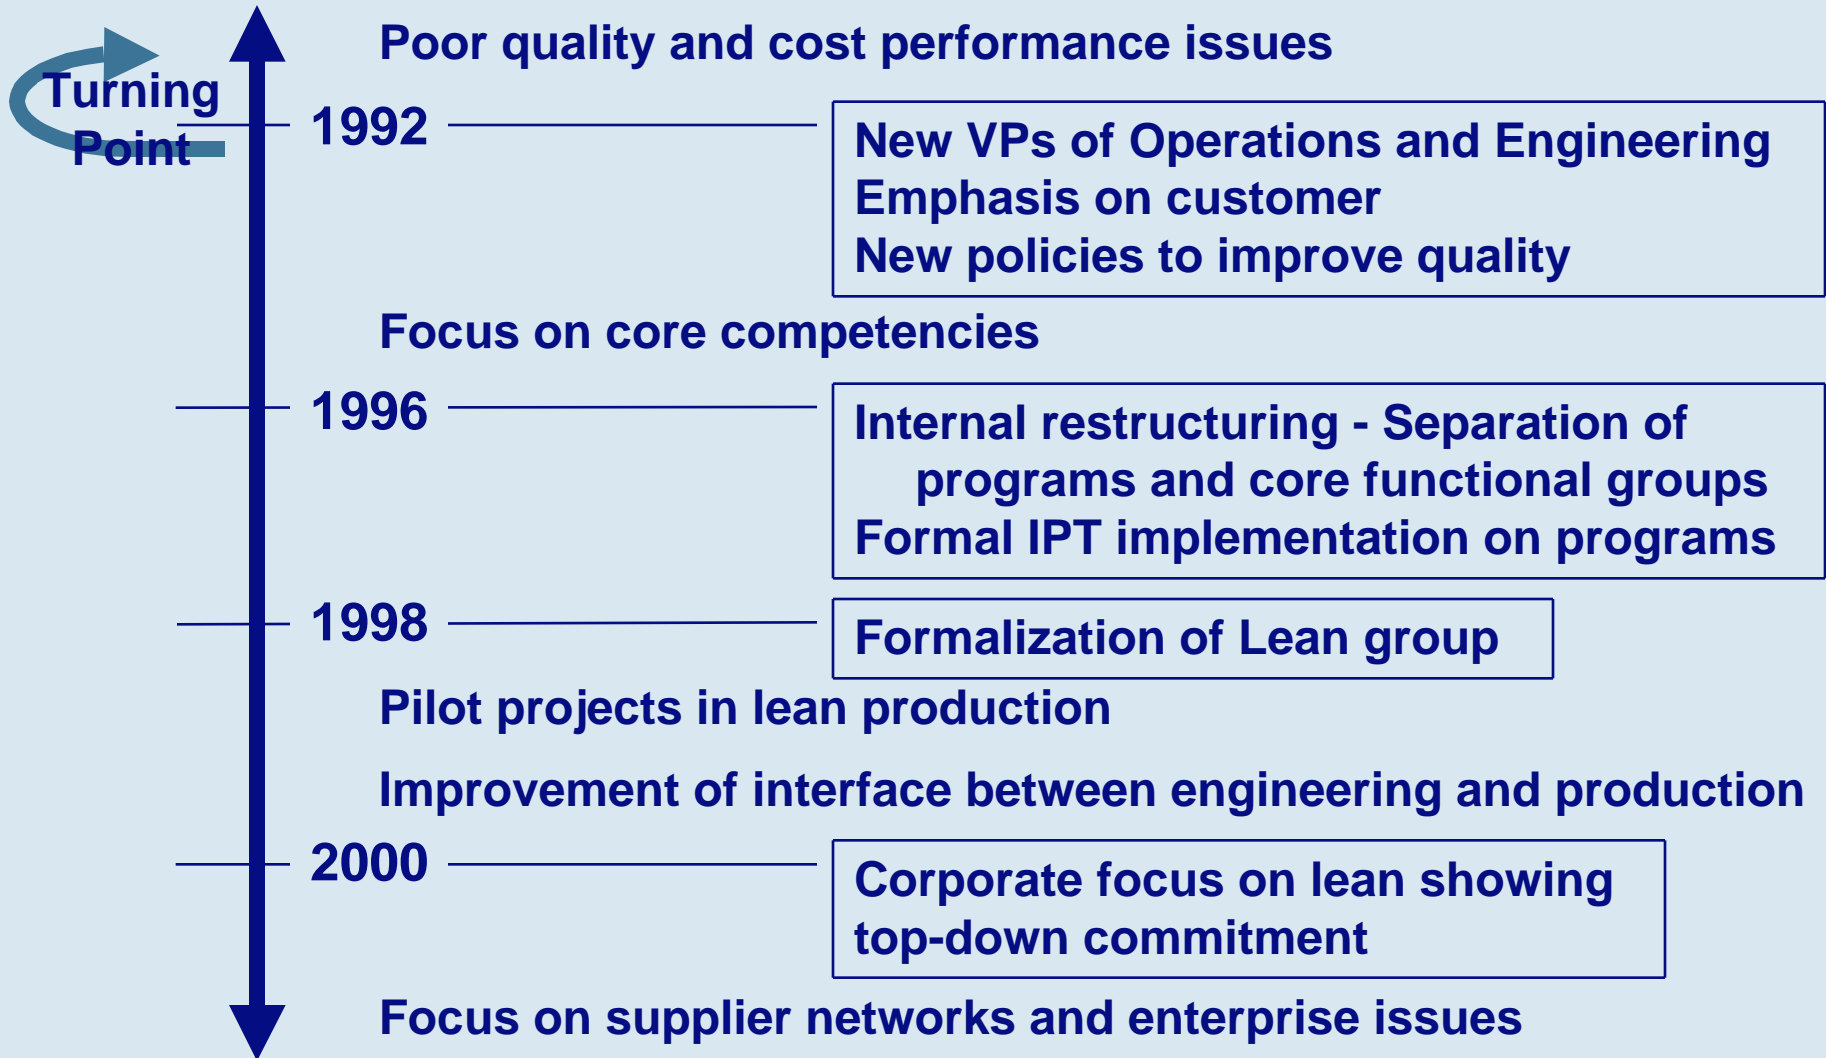 Poor quality and cost performance issues
Turning
Point
1992
New VPs of Operations and Engineering
Emphasis on customer
New policies to improve quality
Focus on core competencies
1996
Internal restructuring - Separation of
programs and core functional groups
Formal IPT implementation on programs
1998
Formalization of Lean group
Pilot projects in lean production
Improvement of interface between engineering and production
2000
Corporate focus on lean showing
top-down commitment
Focus on supplier networks and enterprise issues